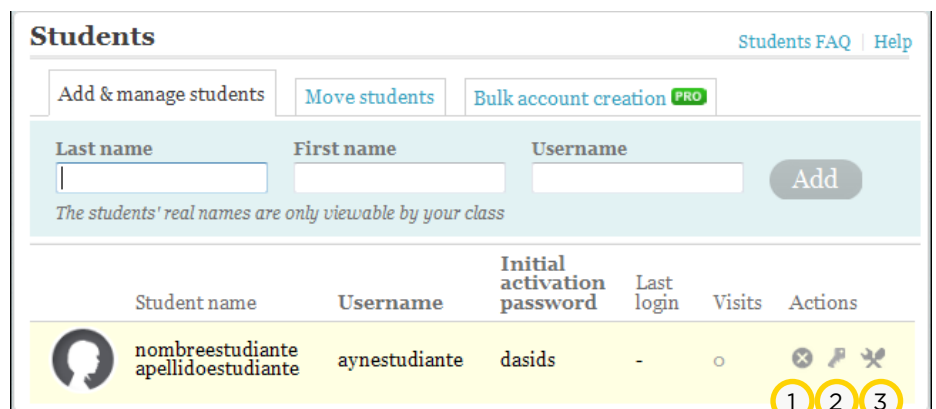 Students
Students FAQ | Help
Add & manage students Move students Bulk account creation PRO
Last name First name Username
Add
The students' real names are only viewable by your class
Student name Username Initial activation password Last login Visits Actions
nombreestudiante
apellidoestudiante aynestudiante dasids - 0
1 2 3